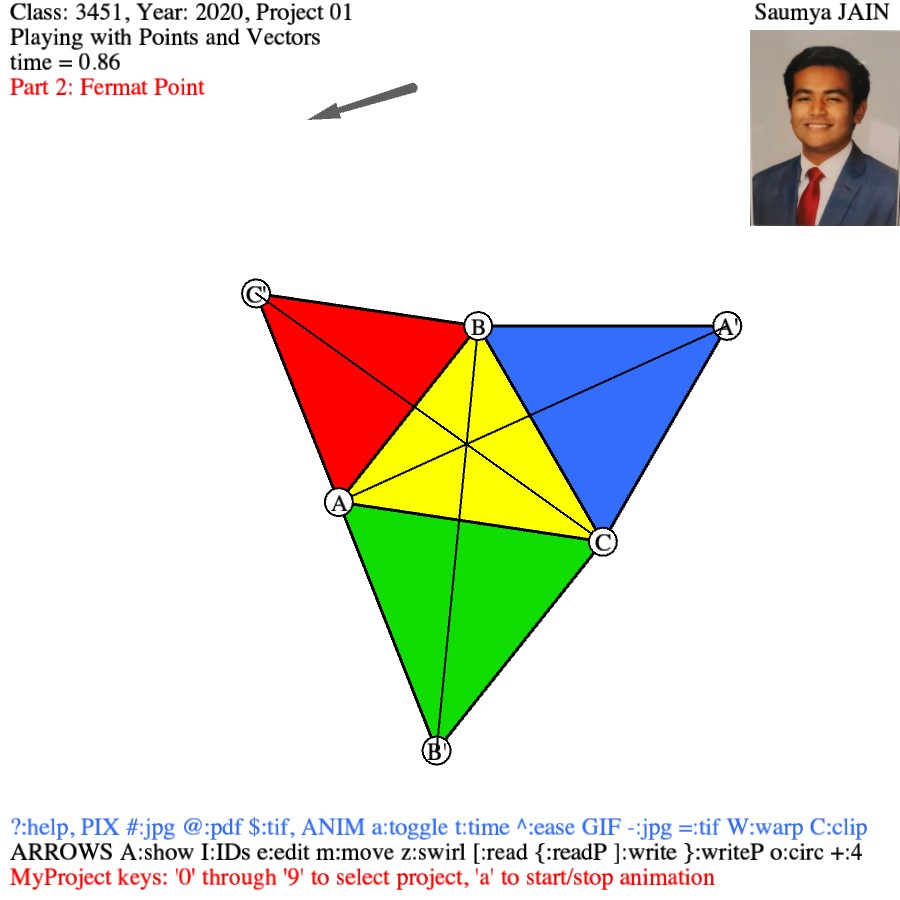 Class: 3451, Year: 2020, Project 01
Saumya JAIN
Playing with Points and Vectors
time = 0.86
Part 2: Fermat Point
C'
B
A'
A
C
B'
?:help, PIX #:jpg @:pdf $:tif, ANIM a:toggle t:time ^:ease GIF -:jpg =:tif W:warp C:clip
ARROWS A:show I:IDs e:edit m:move z:swirl [:read {:readP ]:write }:writeP o:circ +:4
MyProject keys: '0' through '9' to select project, 'a' to start/stop animation